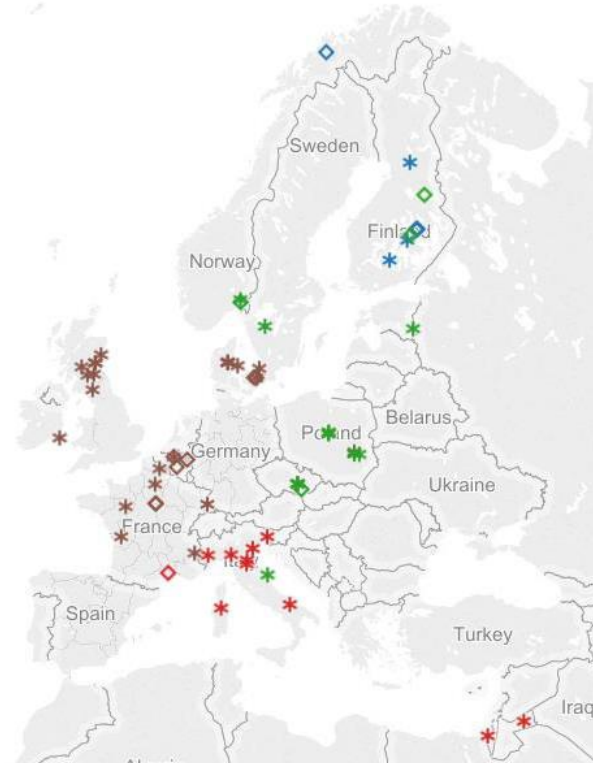 Sweden
Finland
Norway
Belarus
Poland
Germany
Ukraine
France
Italy
Spain
Turkey
Iraq